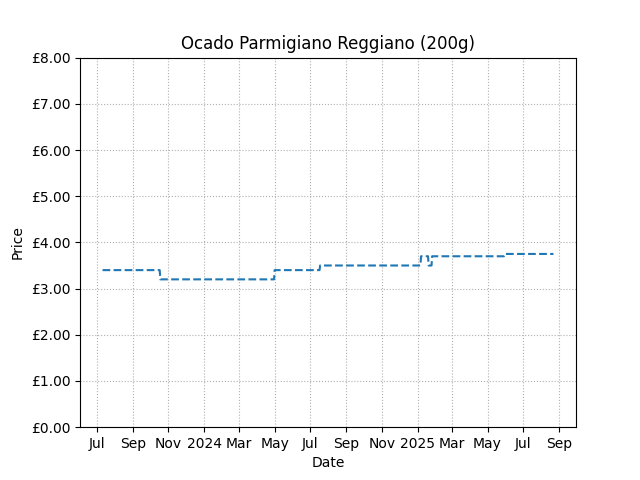 Ocado Parmigiano Reggiano (200g)
£8.00
£7.00
£6.00
£5.00
£4.00
£3.00
£2.00
£1.00
£0.00
Price
Jul Sep Nov 2024 Mar May Jul Sep Nov 2025 Mar May Jul Sep
Date